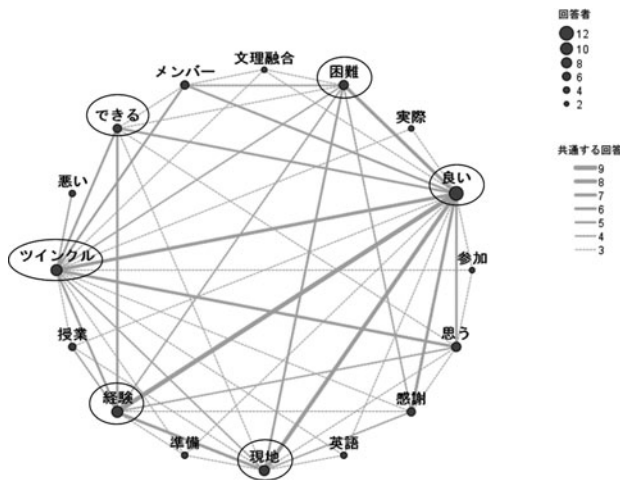 文理融合
メンバー
困難
できる
実際
悪い
良い
ツインクル
参加
授業
思う
経験
感謝
準備
現地
英語
回答者
12
10
8
6
4
2
共通する回答
9
8
7
6
5
4
3